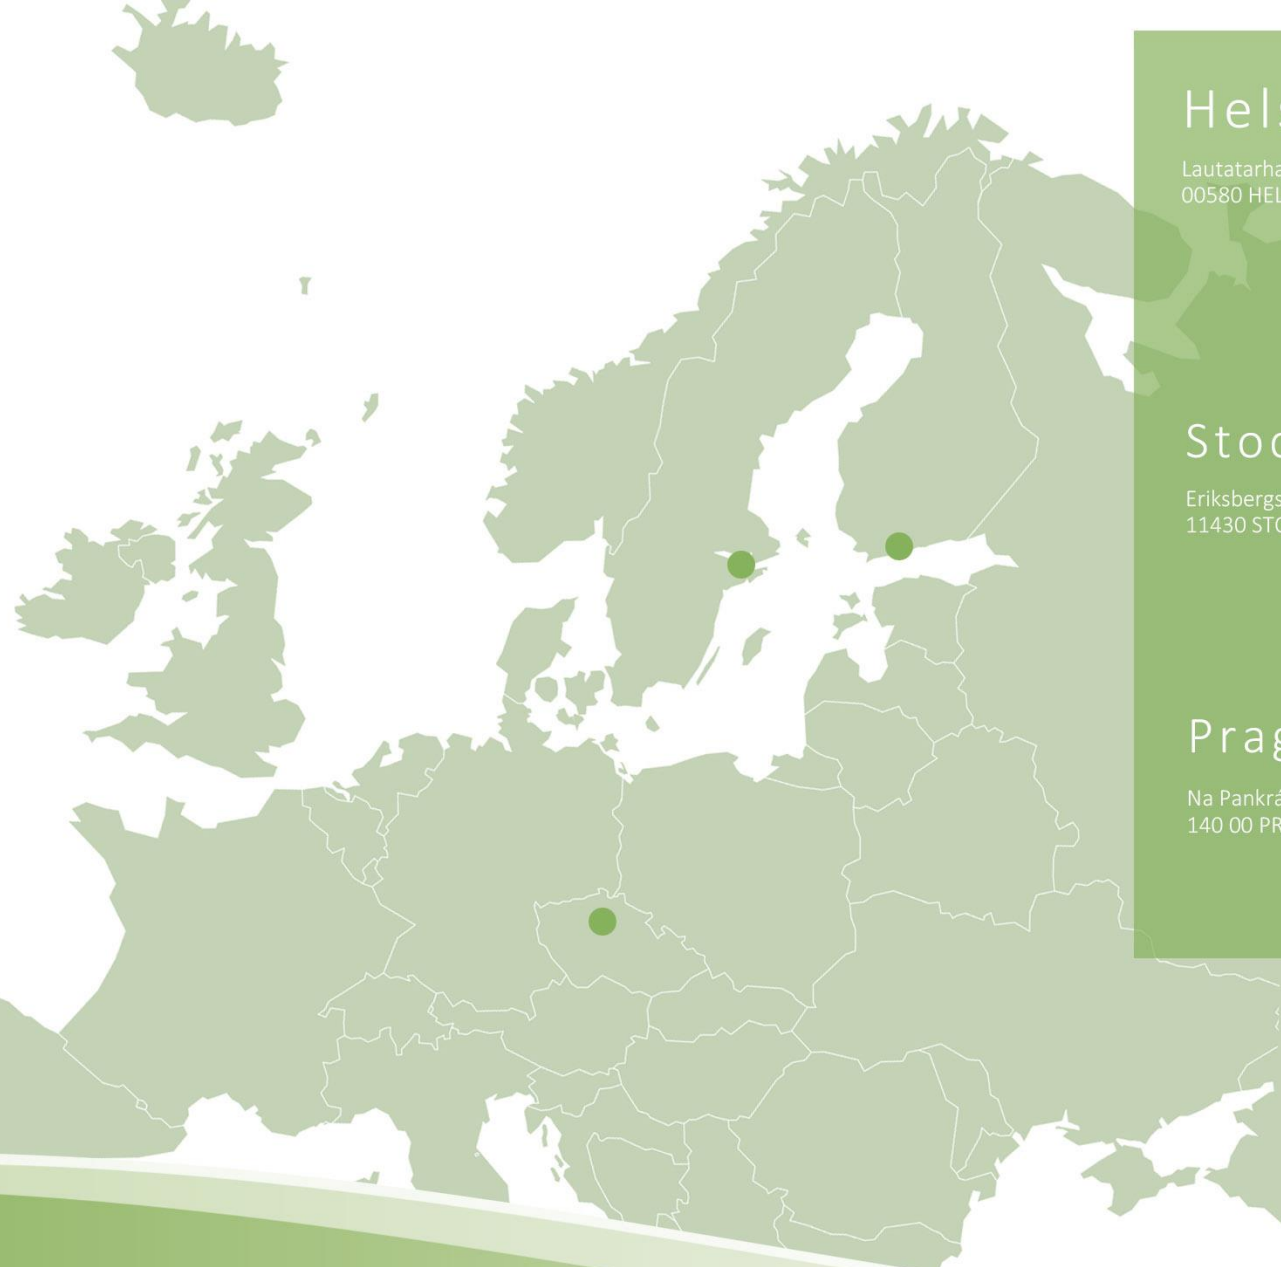 Hels
Lautatarha
00580 HEL
Stoc
Eriksbergs
11430 STO
Prag
Na Pankrá
140 00 PR